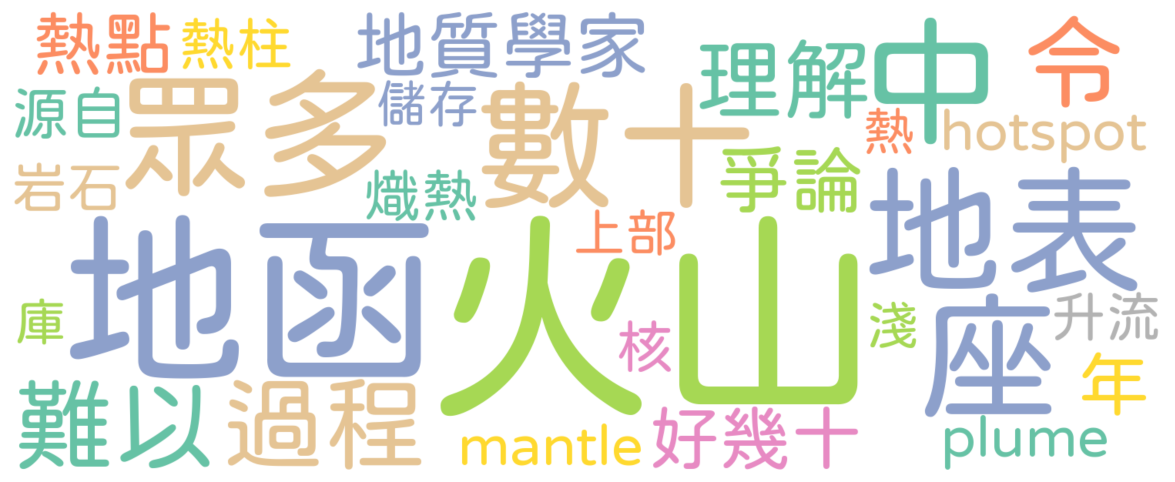 熱點
熱柱
地質學家
理解
中
令
源自
眾多
儲存
數十
熱
hotspot
岩石
熾熱
爭論
地表
地函
火山
上部
庫
核
淺
座
升流
年
難以
過程
mantle
好幾十
plume